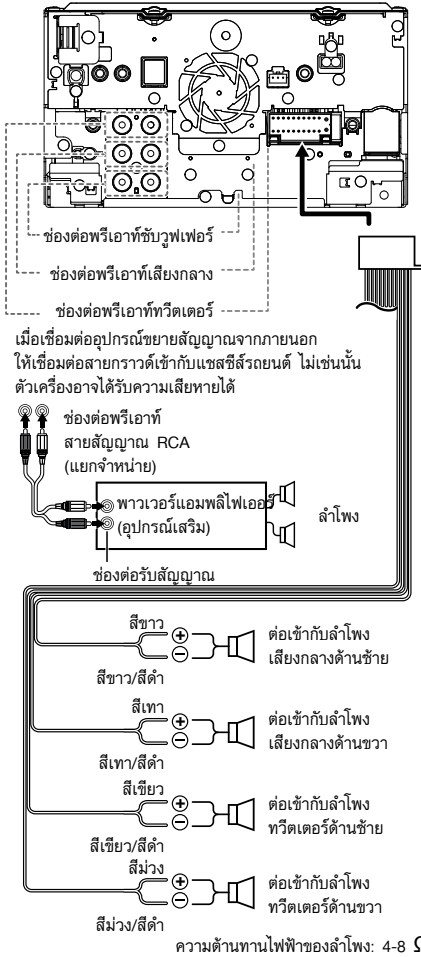 ช่องต่อพรีเอาท์ซับวูฟเฟอร์
ช่องต่อพรีเอาท์เสียงกลาง
ช่องต่อพรีเอาท์ทวีตเตอร์
เมื่อเชื่อมต่ออุปกรณ์ขยายสัญญาณจากภายนอก
ให้เชื่อมต่อสายกราวด์เข้ากับแชสซีส์รถยนต์ ไม่เช่นนั้น
ตัวเครื่องอาจได้รับความเสียหายได้
ช่องต่อพรีเอาท์
สายสัญญาณ RCA
(แยกจำหน่าย)
พาวเวอร์แอมพลิไฟเออร์
(อุปกรณ์เสริม)
ลำโพง
ช่องต่อรับสัญญาณ
สีขาว
สีขาว/สีดำ
ต่อเข้ากับลำโพง
เสียงกลางด้านซ้าย
สีเทา
สีเทา/สีดำ
ต่อเข้ากับลำโพง
เสียงกลางด้านขวา
สีเขียว
สีเขียว/สีดำ
ต่อเข้ากับลำโพง
ทวีตเตอร์ด้านซ้าย
สีม่วง
สีม่วง/สีดำ
ต่อเข้ากับลำโพง
ทวีตเตอร์ด้านขวา
ความต้านทานไฟฟ้าของลำโพง: 4-8 Ω